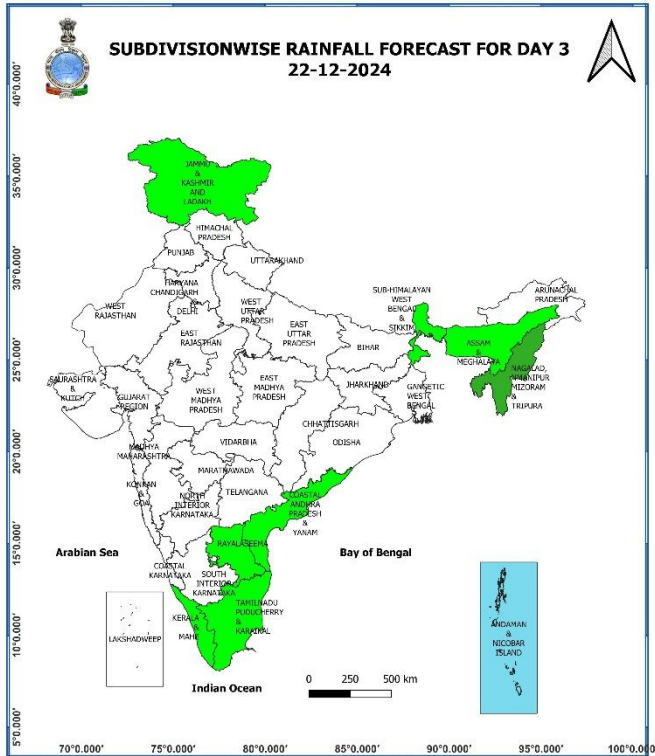 SUBDIVISIONWISE RAINFALL FORECAST FOR DAY 3
22-12-2024
40°0.000'
35°0.000'
30°0.000'
25°0.000'
20°0.000'
15°0.000'
10°0.000'
5°0.000'
JAMMU
&
KASHMIR
AND
LADAKH
HIMACHAL
PRADESH
PUNJAB
UTTARAKHAND
HARYANA
CHANDIGARH
DELHI
WEST
RAJASTHAN
WEST
UTTAR
PRADESH
EAST
UTTAR
PRADESH
EAST
RAJASTHAN
SUB-HIMALAYAN
WEST
BENGAL
&
SIKKIM
ARUNACHAL
PRADESH
ASSAM
&
MEGHALAYA
NAGALAD,
MANIPUR
MIZORAM
&
TRIPURA
BIHAR
JHARKHAND
GANGETIC
WEST
BENGAL
SAURASHTRA
&
KUTCH
GUJARAT
REGION
WEST
MADHYA
PRADESH
EAST
MADHYA
PRADESH
CHHATTISGARH
ODISHA
VIDARBHA
MADHYA
MAHARASHTRA
MARATHAWADA
KONKAN
&
GOA
NORTH
INTERIOR
KARNATAKA
TELANGANA
COASTAL
ANDHRA
PRADESH
&
YANAM
RAYALASEEMA
Arabian Sea
Bay of Bengal
COASTAL
KARNATAKA
SOUTH
INTERIOR
KARNATAKA
TAMILNADU
PUDUCHERRY
&
KARAIKAL
KERALA
&
MAHE
LAKSHADWEEP
ANDAMAN
&
NICOBAR
ISLAND
Indian Ocean
0 250 500 km
70°0.000' 75°0.000' 80°0.000' 85°0.000' 90°0.000' 95°0.000' 100°0.000'